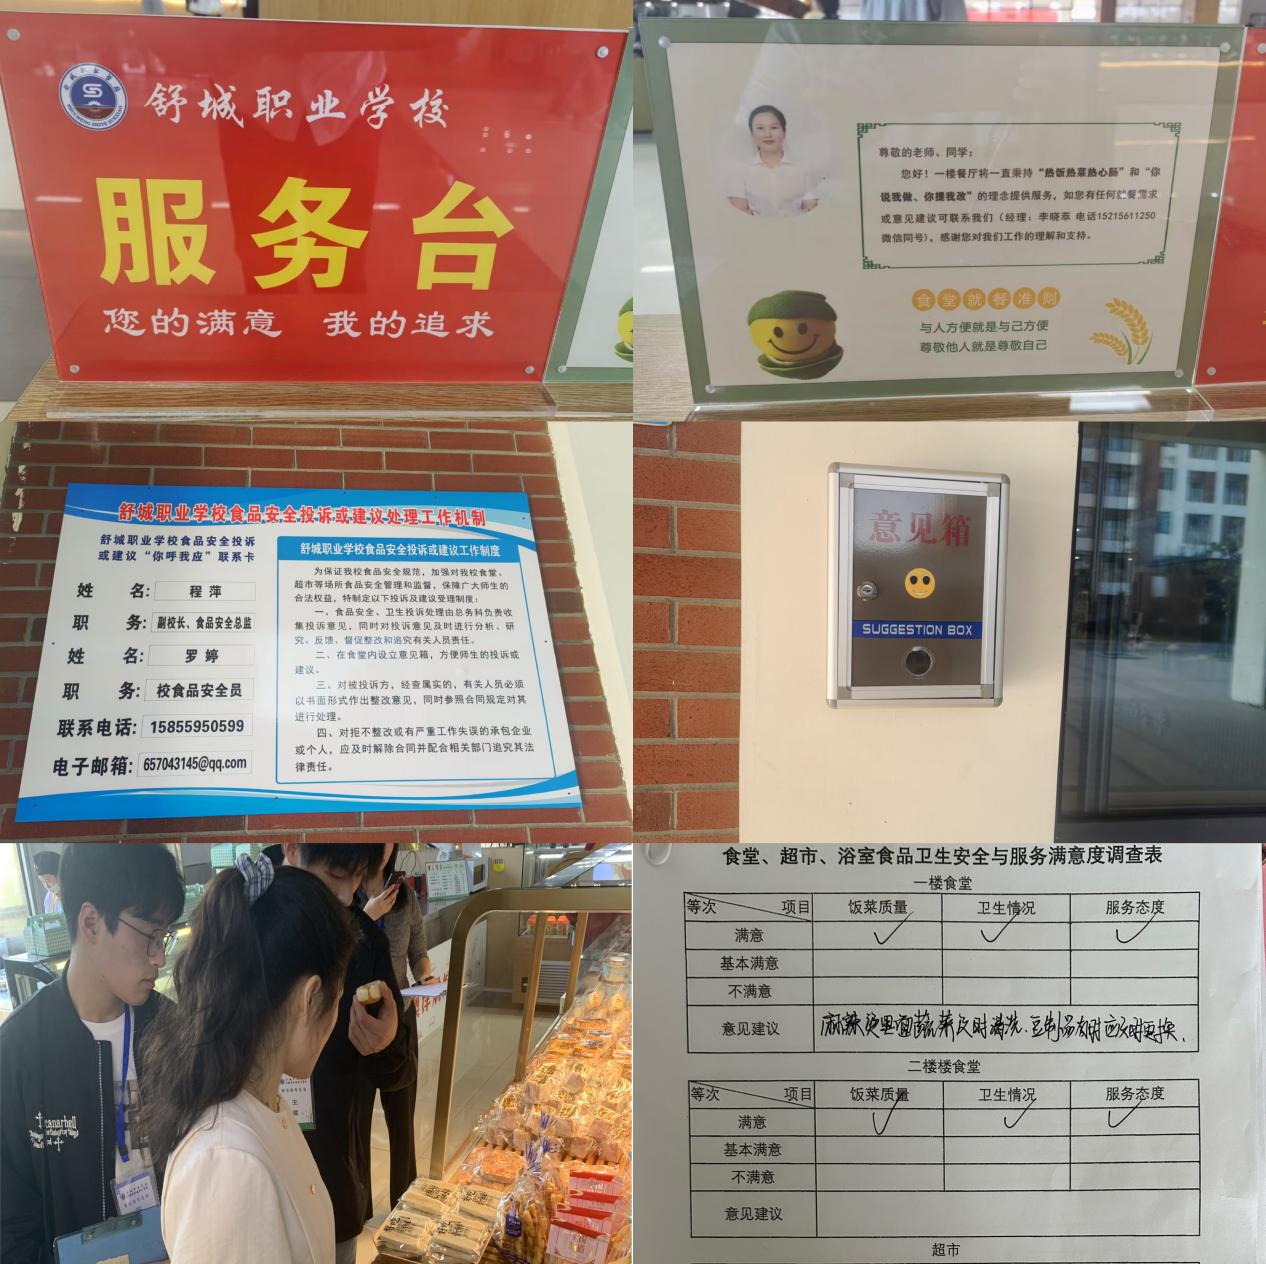 舒城职业学校
服务台
您的满意 我的追求
尊敬的老师、同学：
您好！一楼餐厅将一直秉持“热饭热菜热心肠”和“你
说我做、你提我改”的理念提供服务，如您有任何就餐需求
或意见建议可联系我们（经理：李晓萃 电话15215611250
微信同号），感谢您对我们工作的理解和支持。
食堂就餐准则
与人方便就是与己方便
尊敬他人就是尊敬自己
舒城职业学校食品安全投诉或建议处理工作机制
舒城职业学校食品安全投诉
或建议“你呼我应”联系卡
姓 名：程 萍
职 务：副校长、食品安全总监
姓 名：罗 婷
职 务：校食品安全员
联系电话：15855950599
电子邮箱：657043145@qq.com
舒城职业学校食品安全投诉或建议工作制度
为保证我校食品安全规范，加强对我校食堂、
超市等场所食品安全管理和监督，保障广大师生的
合法权益，特制定以下投诉及建议受理制度：
一、食品安全、卫生投诉处理由总务科负责收
集投诉意见，同时对投诉意见及时进行分析、研
究、反馈、督促整改和追究有关人员责任。
二、在食堂内设立意见箱，方便师生的投诉或
建议。
三、对被投诉方，经查属实的，有关人员必须
以书面形式作出整改意见，同时参照合同规定对其
进行处理。
四、对拒不整改或有严重工作失误的承包企业
或个人，应及时解除合同并配合相关部门追究其法
律责任。
意见箱
SUGGESTION BOX
食堂、超市、浴室食品卫生安全与服务满意度调查表
一楼食堂
等次 项目 饭菜质量 卫生情况 服务态度
满意
基本满意
不满意
意见建议
二楼楼食堂
等次 项目 饭菜质量 卫生情况 服务态度
满意
基本满意
不满意
意见建议
超市